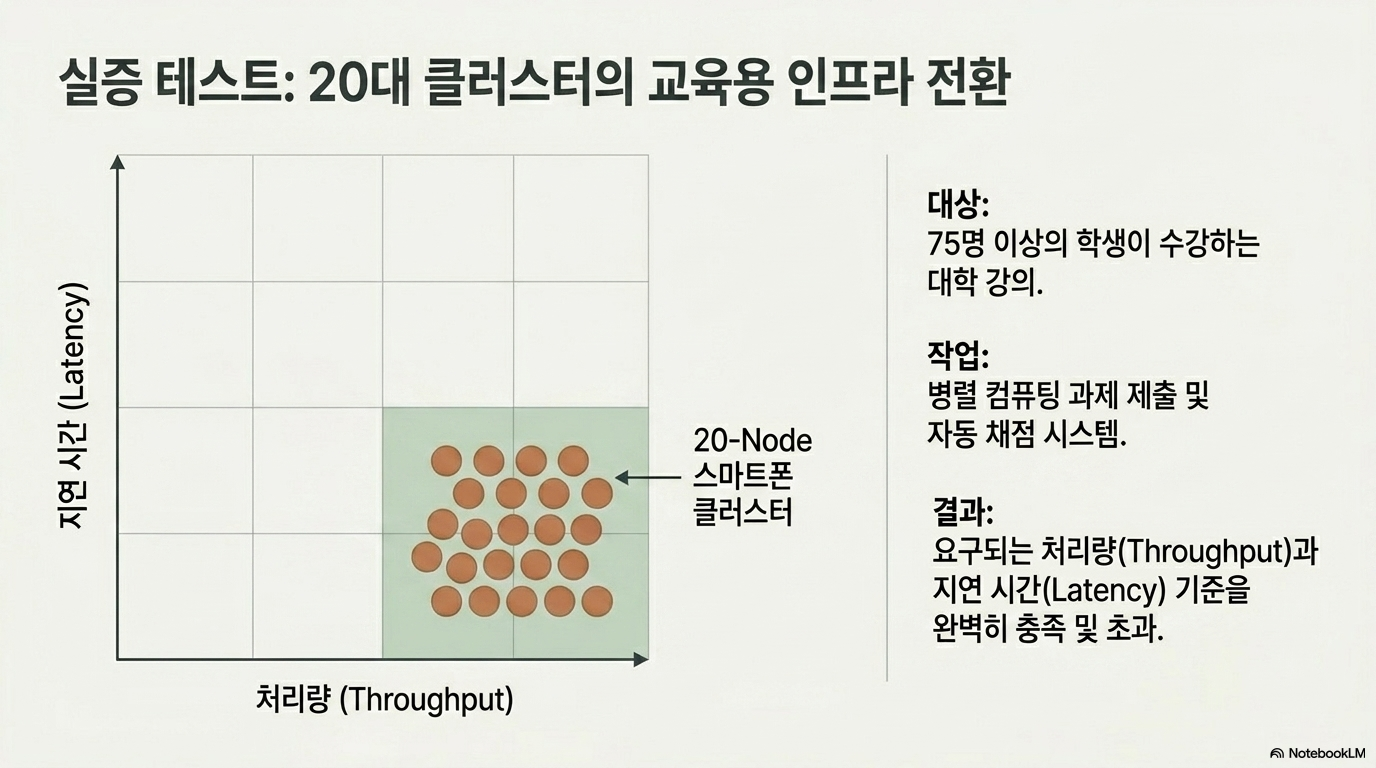 실증 테스트: 20대 클러스터의 교육용 인프라 전환
지연 시간 (Latency)
처리량 (Throughput)
20-Node
스마트폰
클러스터
대상:
75명 이상의 학생이 수강하는
대학 강의.
작업:
병렬 컴퓨팅 과제 제출 및
자동 채점 시스템.
결과:
요구되는 처리량(Throughput)과
지연 시간(Latency) 기준을
완벽히 충족 및 초과.
NotebookLM